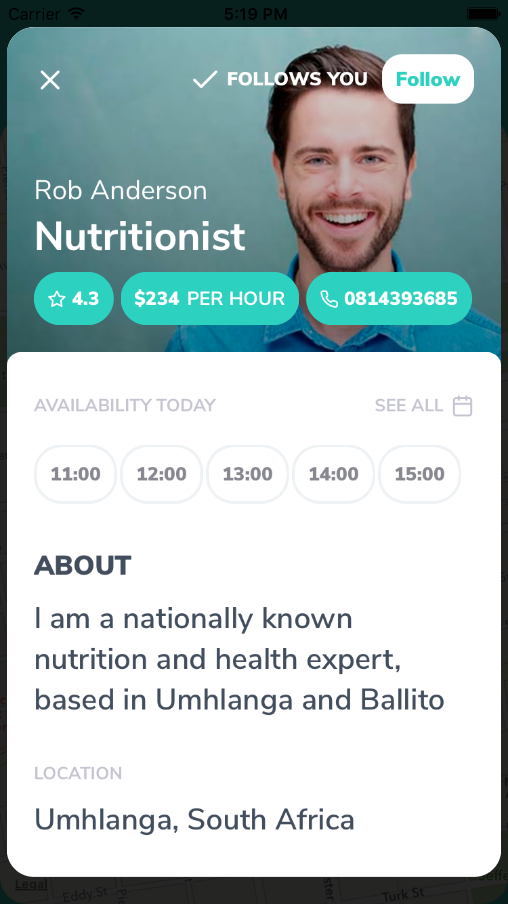 Carrier 5:19 PM
FOLLOWS YOU Follow
Rob Anderson
Nutritionist
4.3 $234 PER HOUR 0814393685
AVAILABILITY TODAY SEE ALL
11:00 12:00 13:00 14:00 15:00
ABOUT
I am a nationally known
nutrition and health expert,
based in Umhlanga and Ballito
LOCATION
Umhlanga, South Africa
Legal
Eddy St Turk St